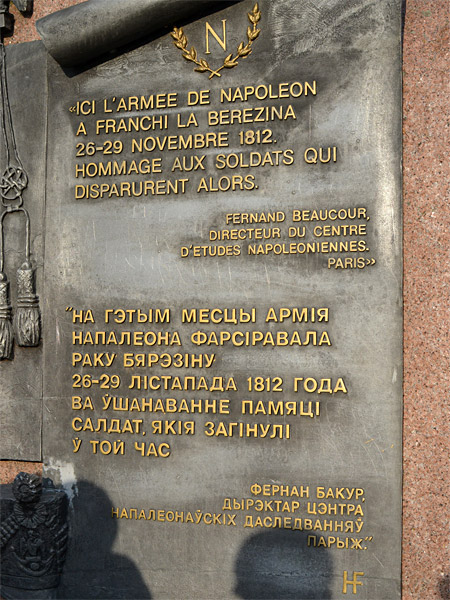 N
«ICI L'ARMEE DE NAPOLEON
A FRANCHI LA BEREZINA
26-29 NOVEMBRE 1812.
HOMMAGE AUX SOLDATS QUI
DISPARURENT ALORS.
FERNAND BEAUCOUR,
DIRECTEUR DU CENTRE
D'ETUDES NAPOLEONIENNES.
PARIS»
"НА ГЭТЫМ МЕСЦЫ АРМІЯ
НАПАЛЕОНА ФАРСІРАВАЛА
РАКУ БЯРЭЗІНУ
26-29 ЛІСТАПАДА 1812 ГОДА
ВА ЎШАНАВАННЕ ПАМЯЦІ
САЛДАТ, ЯКІЯ ЗАГІНУЛІ
Ў ТОЙ ЧАС
ФЕРНАН БАКУР,
ДЫРЭКТАР ЦЭНТРА
НАПАЛЕОНАЎСКІХ ДАСЛЕДВАННЯЎ
ПАРЫЖ."
HF